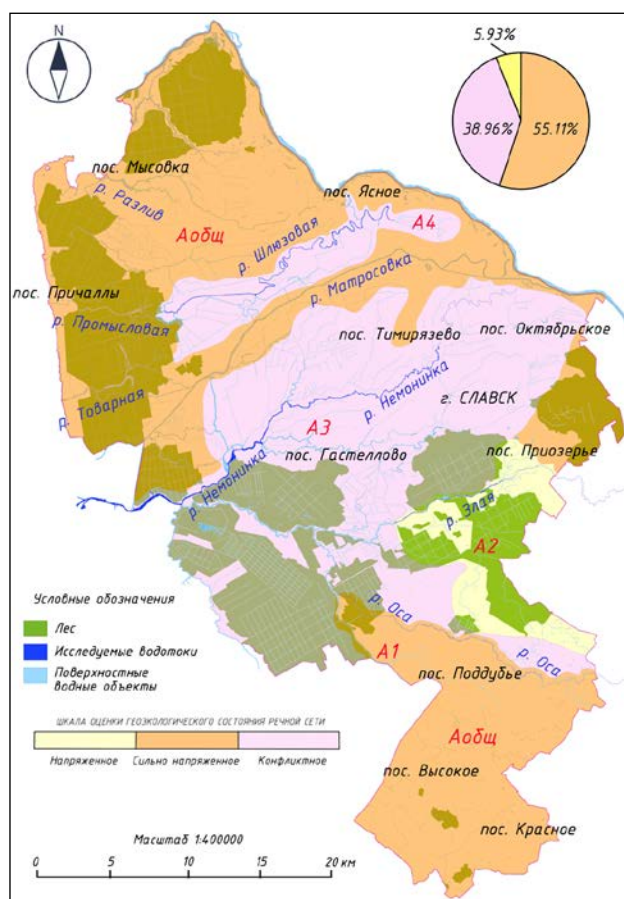 N
5.93%
38.96%
55.11%
пос. Мысовка
р. Разлив
пос. Ясное
Аобщ
р. Шлюзовая
А4
р. Матросовка
пос. Причаллы
р. Промысловая
пос. Тимирязево
пос. Октябрьское
р. Товарная
р. Немонинка
г. СЛАВСК
А3
пос. Гастеллово
пос. Приозерье
р. Немонинка
р. Злая
А2
Условные обозначения
Лес
Исследуемые водотоки
Поверхностные
водные объекты
р. Оса
А1
р. Оса
пос. Поддубье
ШКАЛА ОЦЕНКИ ГЕОЭКОЛОГИЧЕСКОГО СОСТОЯНИЯ РЕЧНОЙ СЕТИ
Напряженное
Сильно напряженное
Конфликтное
Аобщ
пос. Высокое
пос. Красное
Масштаб 1:400000
0 5 10 15 20 км